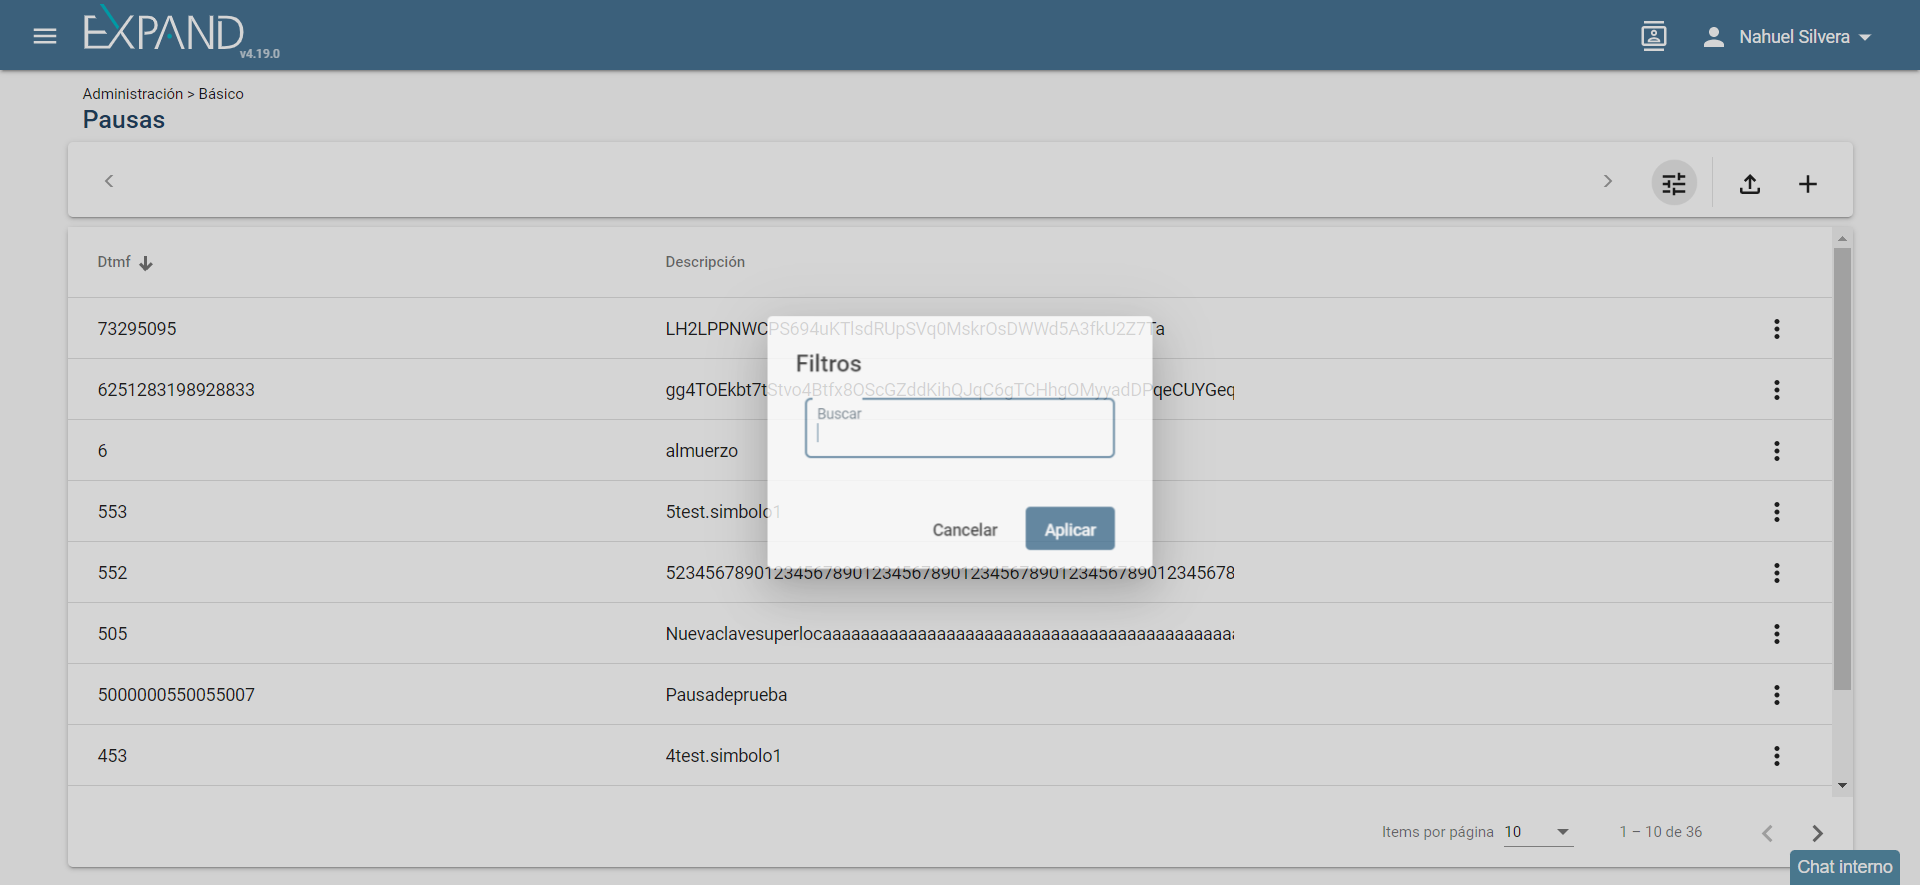 EXPAND
v4.19.0
Nahuel Silvera
Administración > Básico
Pausas
Dtmf
Descripción
73295095
LH2LPPNWCPS694uKTlsdRUpSVq0MskrOsDWWd5A3fkU2Z7Ta
Filtros
6251283198928833
gg4TOEkbt7tStvo4Btfx8OScGZddKihQJqC6gTCHhgOMyyadDPqeCUYGeq
Buscar
6
almuerzo
553
5test.simbolo1
Cancelar
Aplicar
552
523456789012345678901234567890123456789012345678
505
Nuevaclavesuperlocaaaaaaaaaaaaaaaaaaaaaaaaaaaaaaaaaaaaaaaaaaaa
5000000550055007
Pausadeprueba
453
4test.simbolo1
Items por página 10
1 – 10 de 36
Chat interno